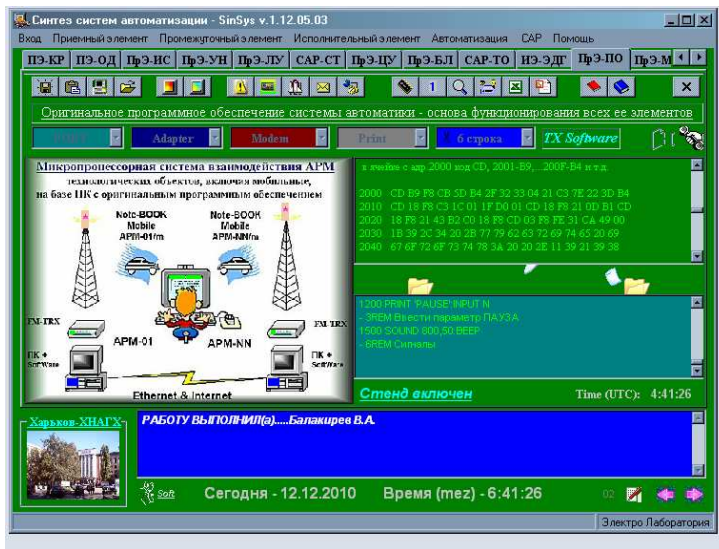 Синтез систем автоматизации - SinSys v.1.12.05.03
Вход Приемный элемент Промежуточный элемент Исполнительный элемент Автоматизация САР Помощь
ПЭ-КР ПЭ-ОД ПрЭ-ИС ПрЭ-УН ПрЭ-ЛУ САР-СТ ПрЭ-ЦУ ПрЭ-БЛ САР-ТО ИЭ-ЭДГ ПрЭ-ПО ПрЭ-М
1
Оригинальное программное обеспечение системы автоматики - основа функционирования всех ее элементов
Adapter Modem Print 6 строка TX Software
Микропроцессорная система взаимодействия АРМ
технологических объектов, включая мобильные,
на базе ПК с оригинальным программным обеспечением
Note-BOOK Mobile АРМ-01/m
Note-BOOK Mobile АРМ-NN/m
FM-TRX
FM-TRX
АРМ-01
АРМ-NN
ПК + SoftWare
ПК + SoftWare
Ethernet & Internet
в ячейке с адр.2000 код CD, 2001-B9,...200F-B4 и т.д.
2000 CD B9 F8 CB 5D B4 2F 32 33 04 21 C3 7E 22 3D B4
2010 CD 18 F8 C3 1C 01 1F D0 01 CD 18 F8 21 0D B1 CD
2020 18 F8 21 43 B2 C0 18 F8 CD 03 F8 FE 31 CA 49 00
2030 1B 39 2C 34 20 2B 77 79 62 63 72 69 74 65 20 69
2040 67 6F 72 6F 73 74 78 3A 20 20 2E 11 39 21 39 38
1200 PRINT 'PAUSE' INPUT N
- 3REM Ввести параметр ПАУЗА
1500 SOUND 800,50 BEEP
- 6REM Сигналы
Стенд включен Time (UTC): 4:41:26
Харьков-ХНАГХ
РАБОТУ ВЫПОЛНИЛ(а).....Балакирев В.А.
Soft Сегодня - 12.12.2010 Время (mez) - 6:41:26 02
Электро Лаборатория